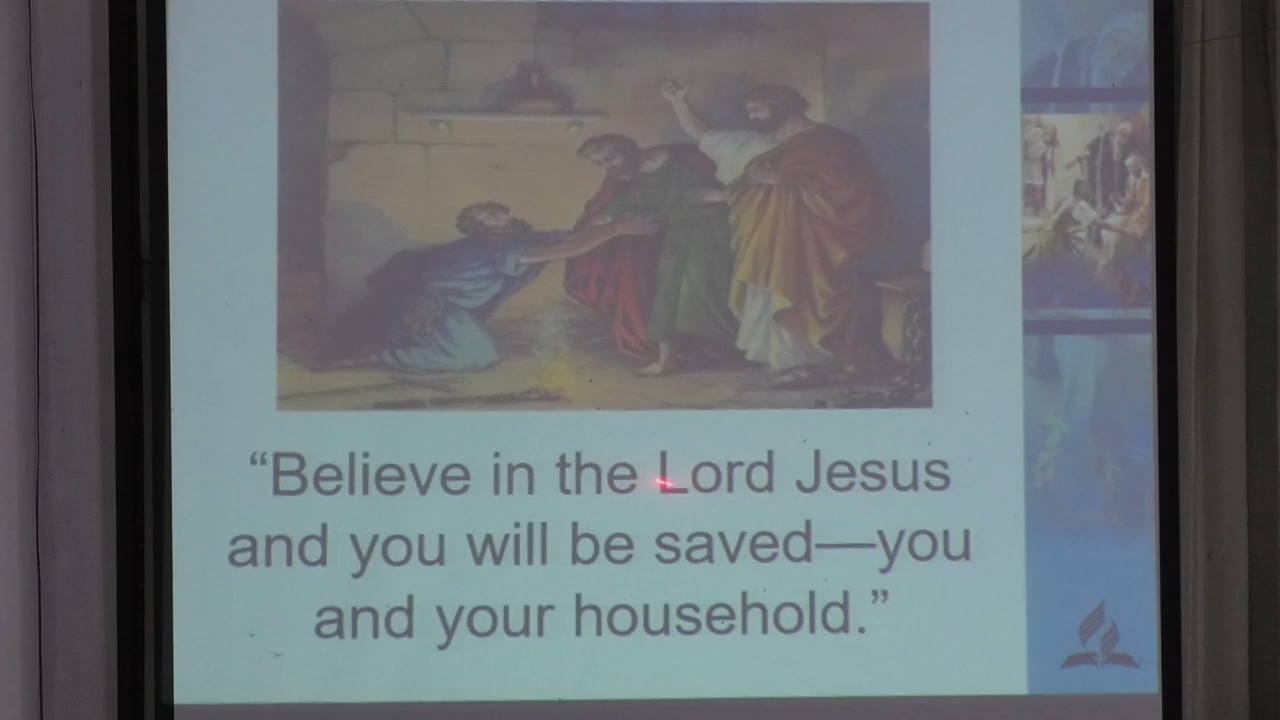 “Believe in the Lord Jesus
and you will be saved—you
and your household.”